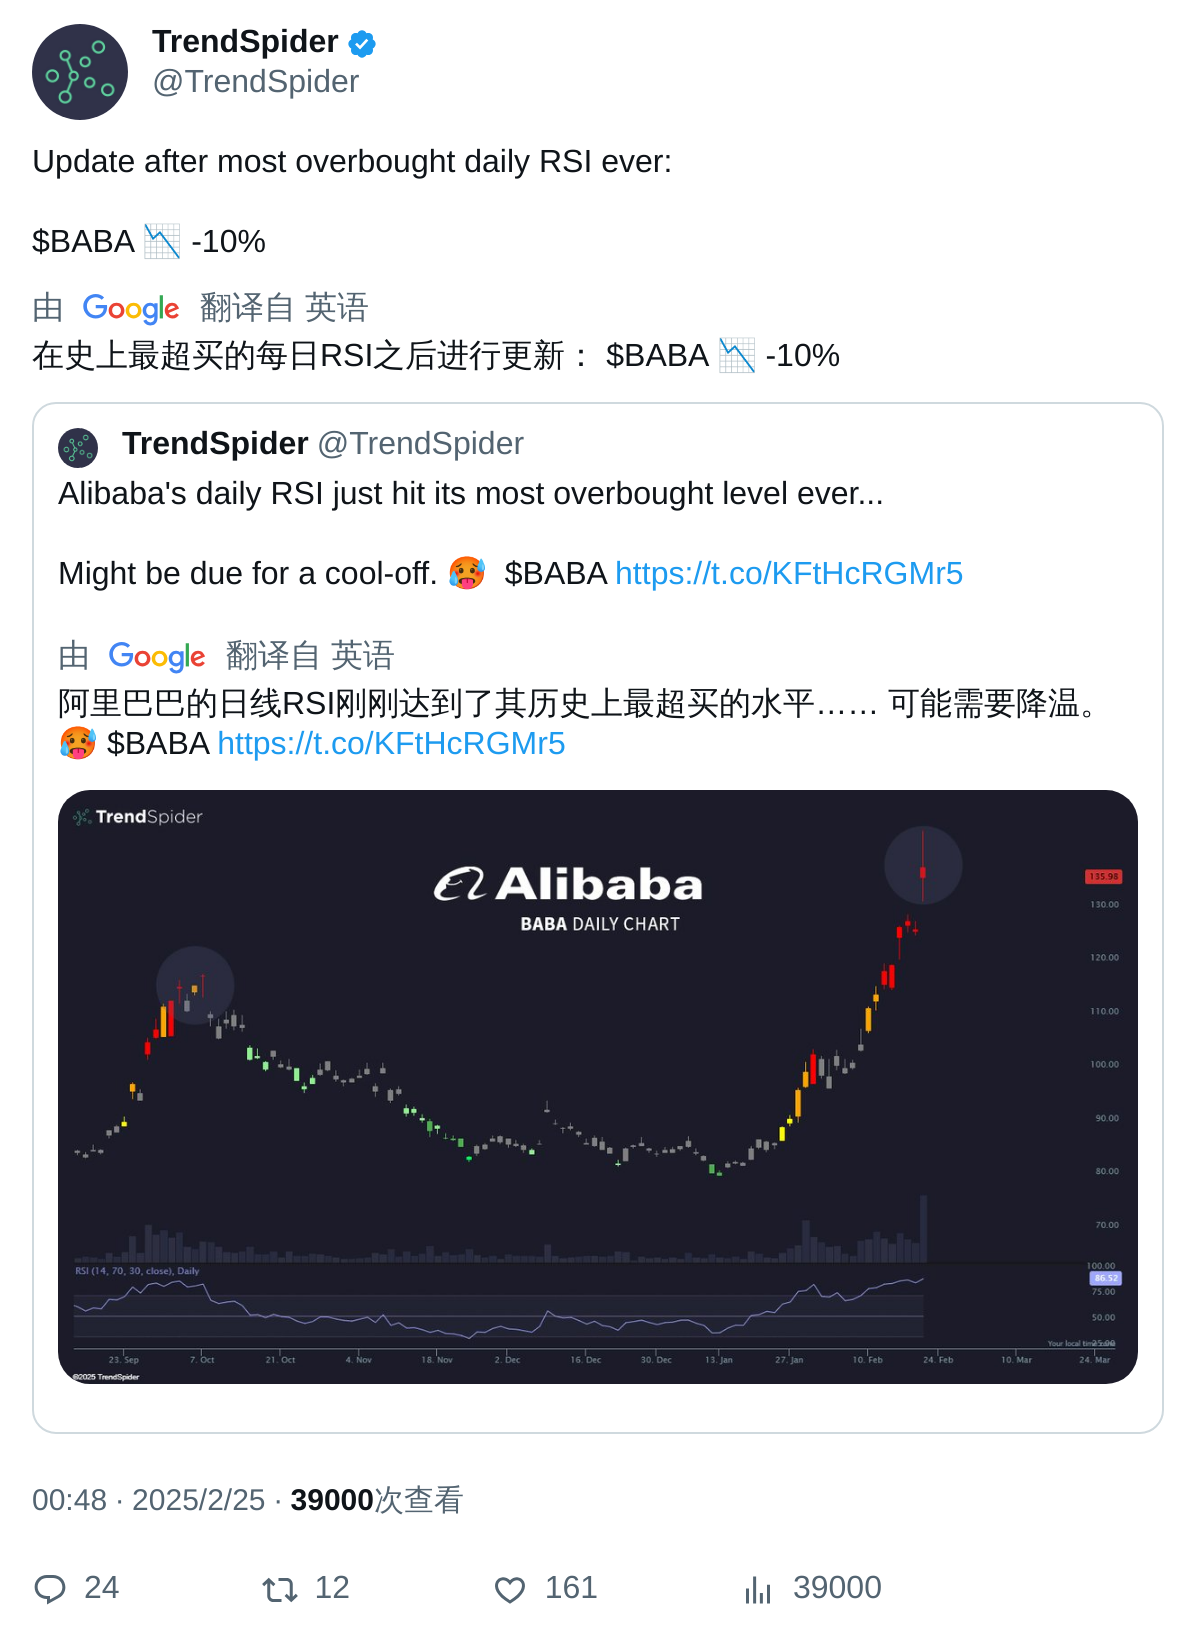 TrendSpider
@TrendSpider
Update after most overbought daily RSI ever:
$BABA 📉 -10%
由 Google 翻译自 英语
在史上最超买的每日RSI之后进行更新： $BABA 📉 -10%
TrendSpider @TrendSpider
Alibaba's daily RSI just hit its most overbought level ever...
Might be due for a cool-off. 🥵 $BABA https://t.co/KFtHcRGMr5
由 Google 翻译自 英语
阿里巴巴的日线RSI刚刚达到了其历史上最超买的水平…… 可能需要降温。
🥵 $BABA https://t.co/KFtHcRGMr5
TrendSpider
Alibaba
BABA DAILY CHART
135.98
130.00
120.00
110.00
100.00
90.00
80.00
70.00
RSI (14, 70, 30, close), Daily
100.00
86.52
75.00
50.00
25.00
Your local timezone
23. Sep 7. Oct 21. Oct 4. Nov 18. Nov 2. Dec 16. Dec 30. Dec 13. Jan 27. Jan 10. Feb 24. Feb 10. Mar 24. Mar
©2025 TrendSpider
00:48 · 2025/2/25 · 39000次查看
24 12 161 39000